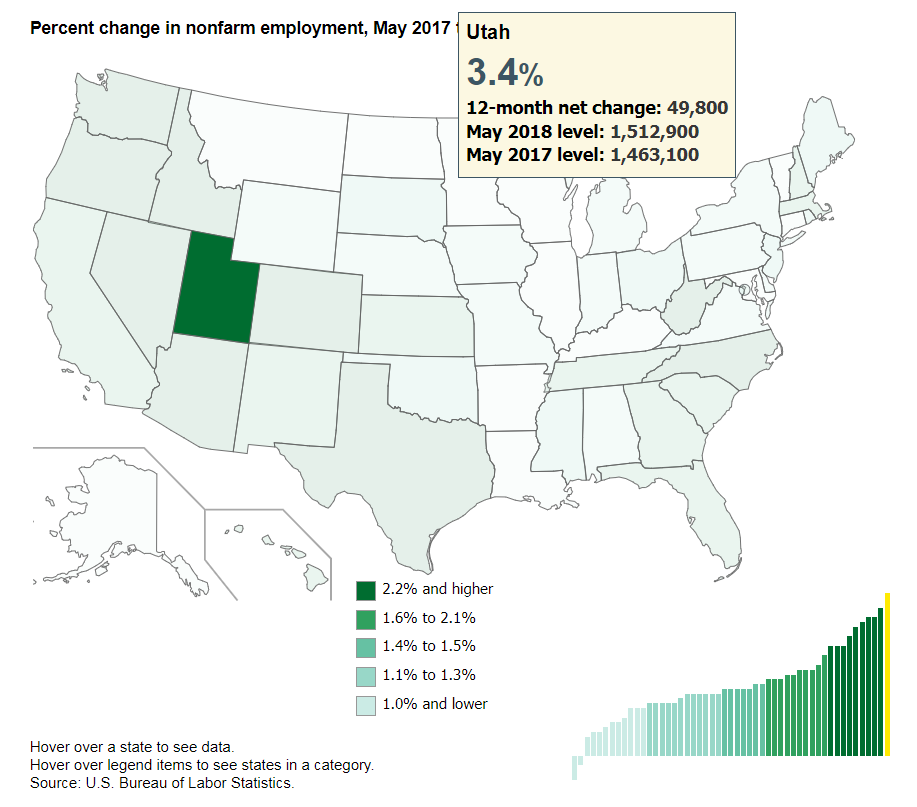 Percent change in nonfarm employment, May 2017
Utah
3.4%
12-month net change: 49,800
May 2018 level: 1,512,900
May 2017 level: 1,463,100
2.2% and higher
1.6% to 2.1%
1.4% to 1.5%
1.1% to 1.3%
1.0% and lower
Hover over a state to see data.
Hover over legend items to see states in a category.
Source: U.S. Bureau of Labor Statistics.